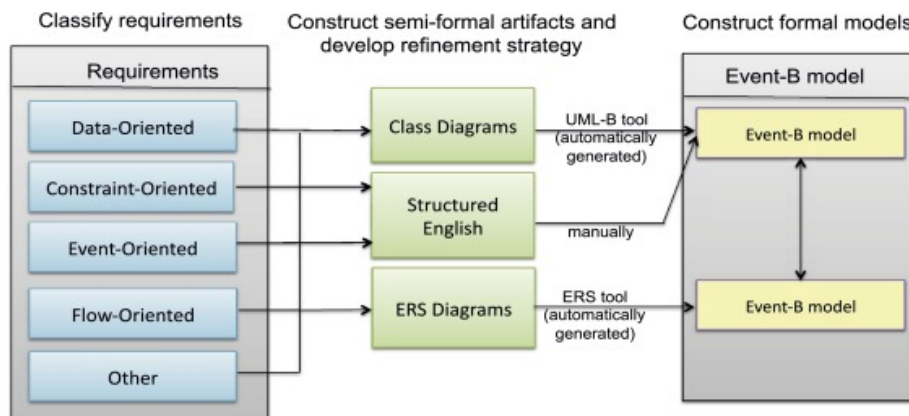 Classify requirements
Construct semi-formal artifacts and
develop refinement strategy
Construct formal models
Requirements
Data-Oriented
Constraint-Oriented
Event-Oriented
Flow-Oriented
Other
Class Diagrams
Structured
English
ERS Diagrams
UML-B tool
(automatically
generated)
manually
ERS tool
(automatically
generated)
Event-B model
Event-B model
Event-B model